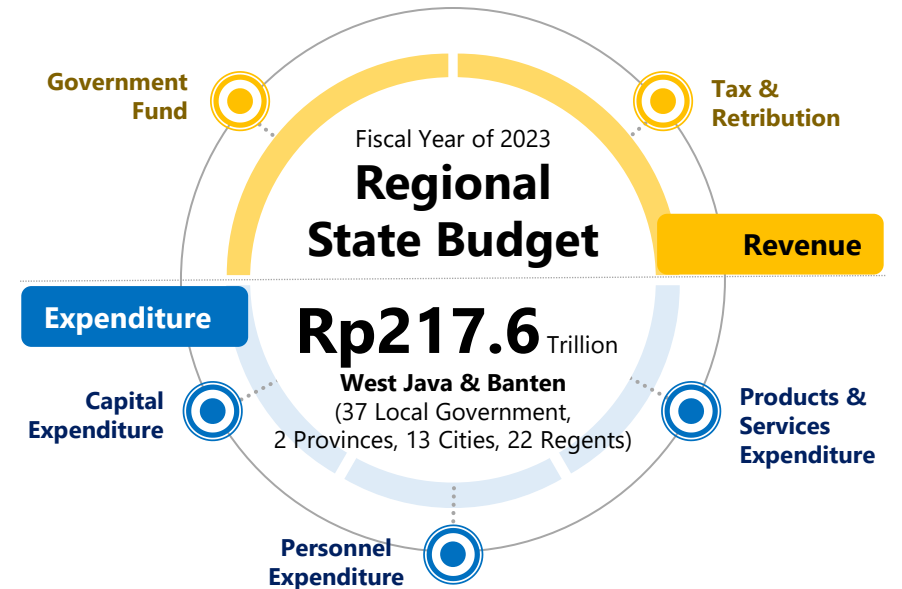 Government
Fund
Tax &
Retribution
Fiscal Year of 2023
Regional
State Budget
Revenue
Expenditure
Rp217.6 Trillion
West Java & Banten
(37 Local Government,
2 Provinces, 13 Cities, 22 Regents)
Capital
Expenditure
Products &
Services
Expenditure
Personnel
Expenditure